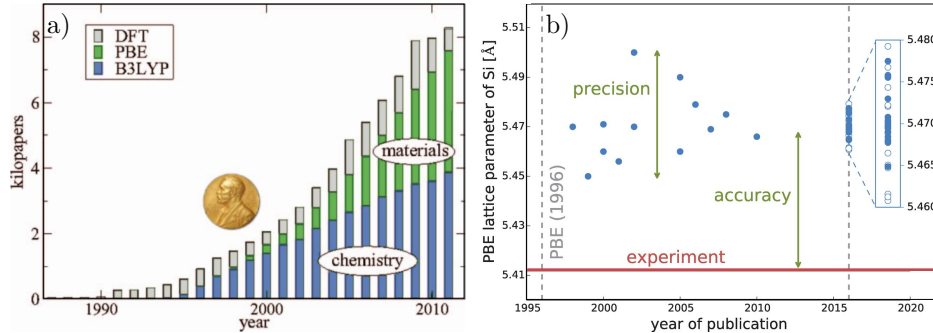 a)
DFT
PBE
B3LYP
materials
chemistry
kilopapers
8
6
4
2
0
1990
2000
2010
year
b)
PBE lattice parameter of Si [Å]
5.51
5.49
5.47
5.45
5.43
5.41
precision
accuracy
experiment
PBE (1996)
5.480
5.475
5.470
5.465
5.460
1995
2000
2005
2010
2015
2020
year of publication